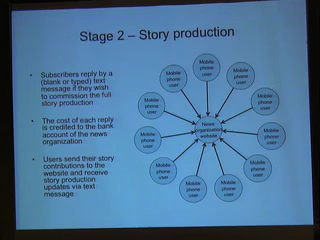 Stage 2 – Story production
• Subscribers reply by a
(blank or typed) text
message if they wish
to commission the full
story production
• The cost of each reply
is credited to the bank
account of the news
organization
• Users send their story
contributions to the
website and receive
story production
updates via text
message
Mobile
phone
user
Mobile
phone
user
Mobile
phone
user
Mobile
phone
user
Mobile
phone
user
Mobile
phone
user
Mobile
phone
user
Mobile
phone
user
Mobile
phone
user
Mobile
phone
user
Mobile
phone
user
News
organization
website